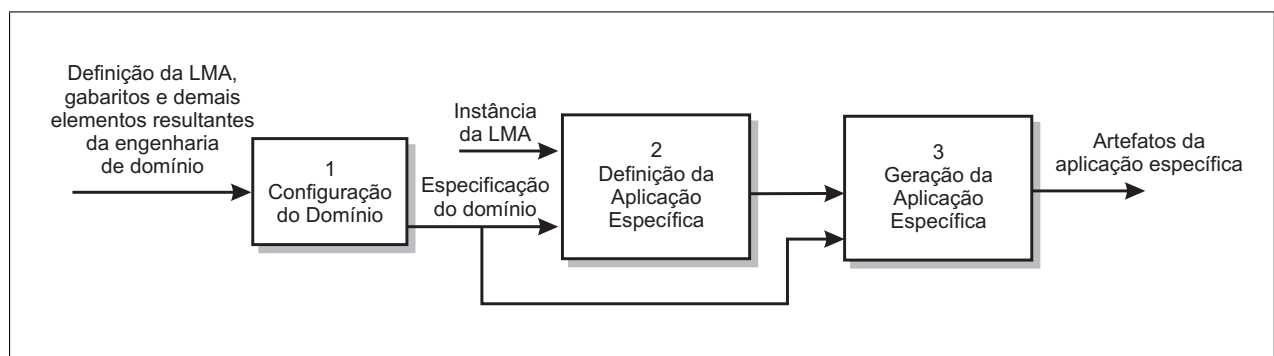 Definição da LMA,
gabaritos e demais
elementos resultantes
da engenharia
de domínio
1
Configuração
do Domínio
Instância
da LMA
Especificação
do domínio
2
Definição da
Aplicação
Específica
3
Geração da
Aplicação
Específica
Artefatos da
aplicação específica